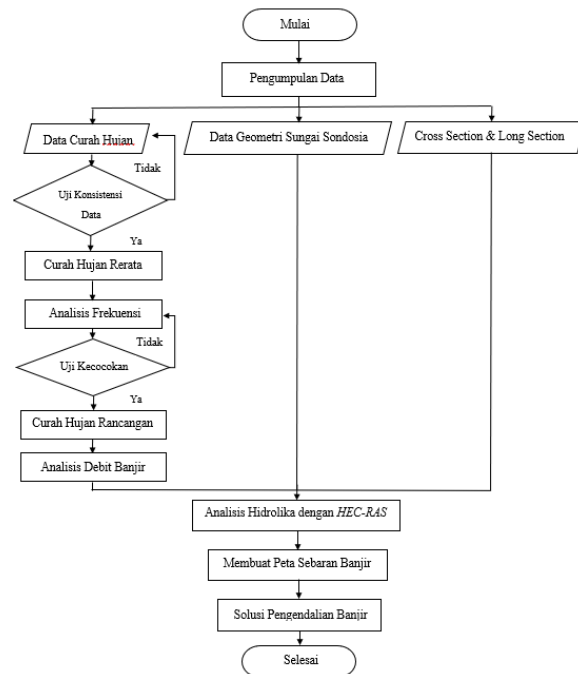 Mulai
Pengumpulan Data
Data Curah Hujan
Data Geometri Sungai Sondosia
Cross Section & Long Section
Tidak
Uji Konsistensi
Data
Ya
Curah Hujan Rerata
Analisis Frekuensi
Tidak
Uji Kecocokan
Ya
Curah Hujan Rancangan
Analisis Debit Banjir
Analisis Hidrolika dengan HEC-RAS
Membuat Peta Sebaran Banjir
Solusi Pengendalian Banjir
Selesai